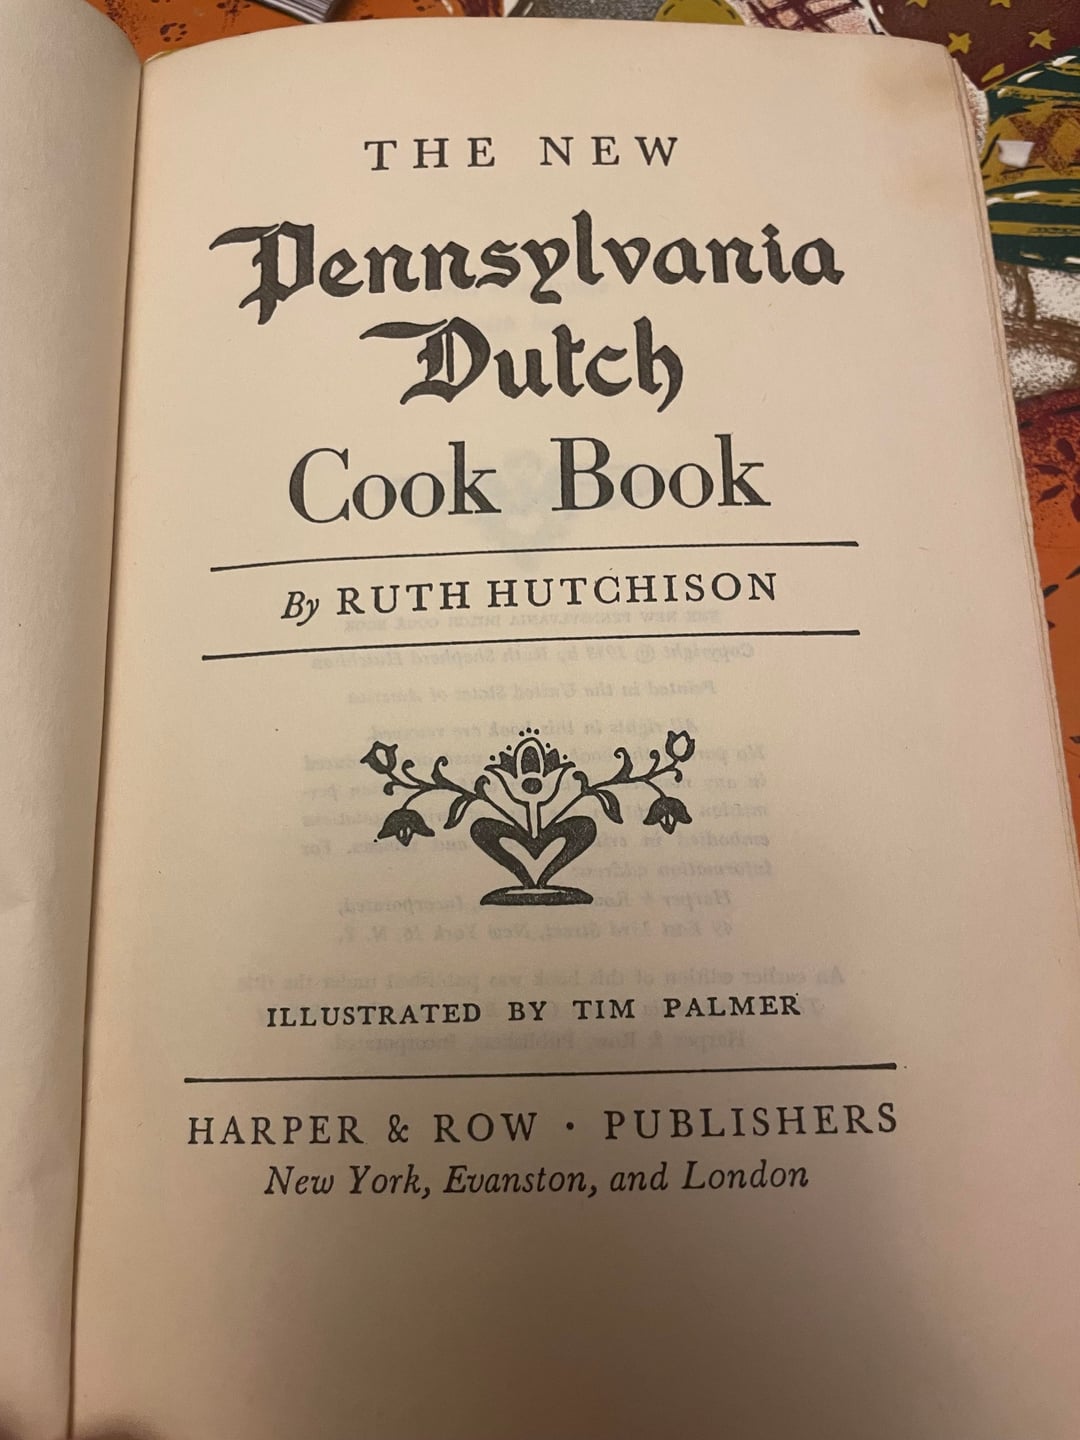 THE NEW
Pennsylvania
Dutch
Cook Book
By RUTH HUTCHISON
ILLUSTRATED BY TIM PALMER
HARPER & ROW · PUBLISHERS
New York, Evanston, and London